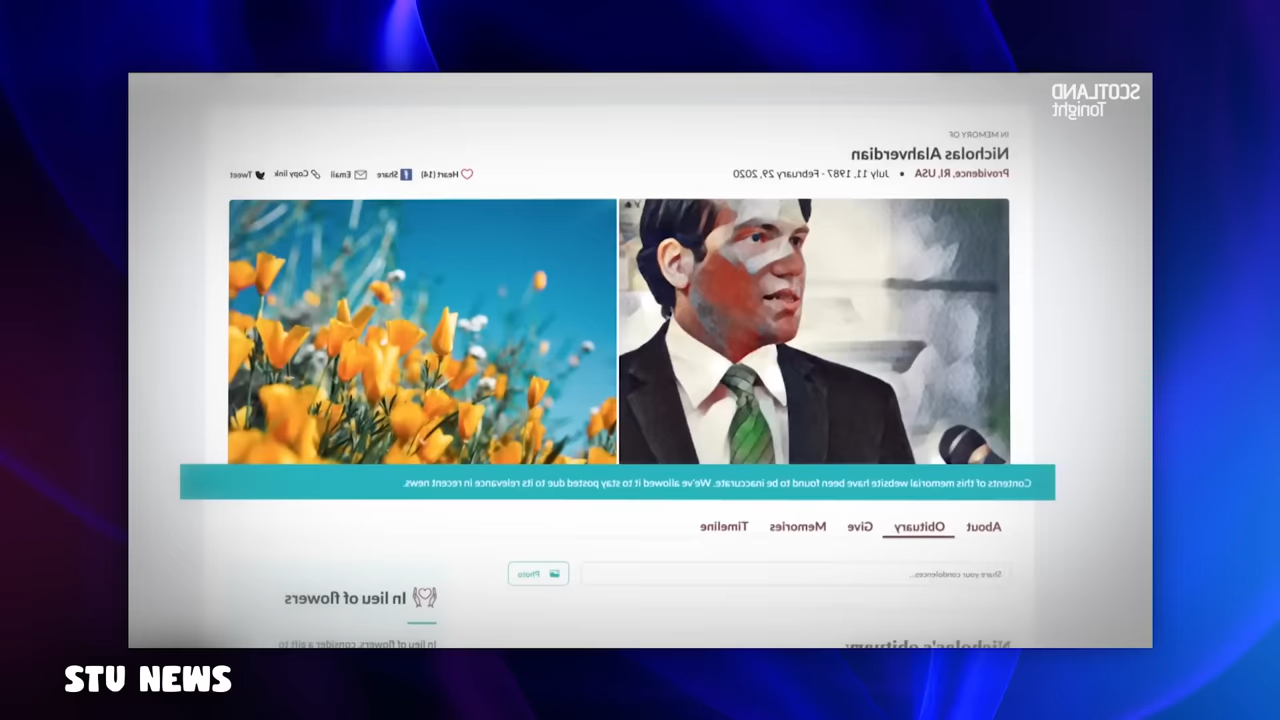 SCOTLAND
Tonight
IN MEMORY OF
Nicholas Alahverdian
Providence, RI, USA • July 11, 1987 - February 29, 2020
Heart (14) Share Email Copy link Tweet
Contents of this memorial website have been found to be inaccurate. We've allowed it to stay posted due to its relevance in recent news.
About Obituary Give Memories Timeline
Share your condolences...
Photo
In lieu of flowers
In lieu of flowers, consider a gift to
Nicholas's obituary
STV NEWS